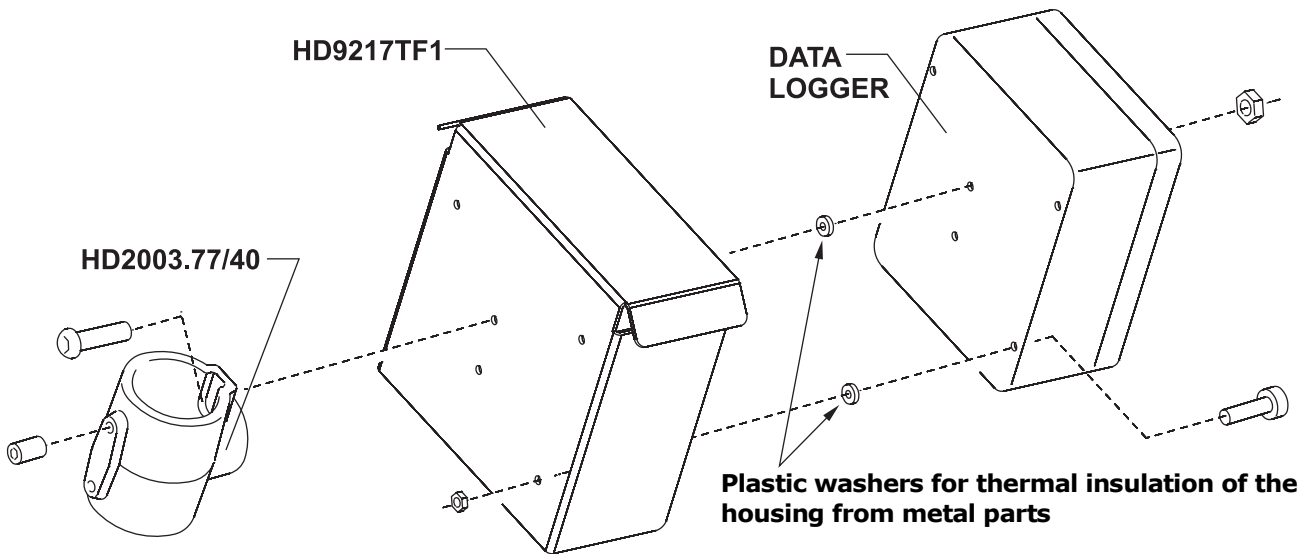 HD9217TF1
DATA
LOGGER
HD2003.77/40
Plastic washers for thermal insulation of the
housing from metal parts